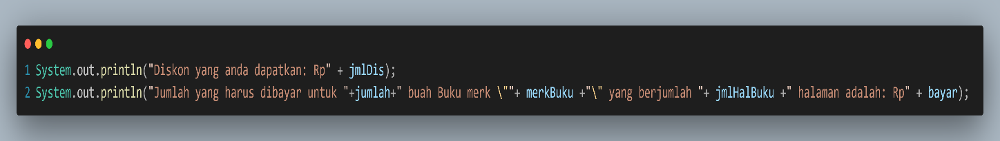 1 System.out.println("Diskon yang anda dapatkan: Rp" + jmlDis);
2 System.out.println("Jumlah yang harus dibayar untuk "+jumlah+" buah Buku merk \""+ merkBuku +"\" yang berjumlah "+ jmlHalBuku +" halaman adalah: Rp" + bayar);